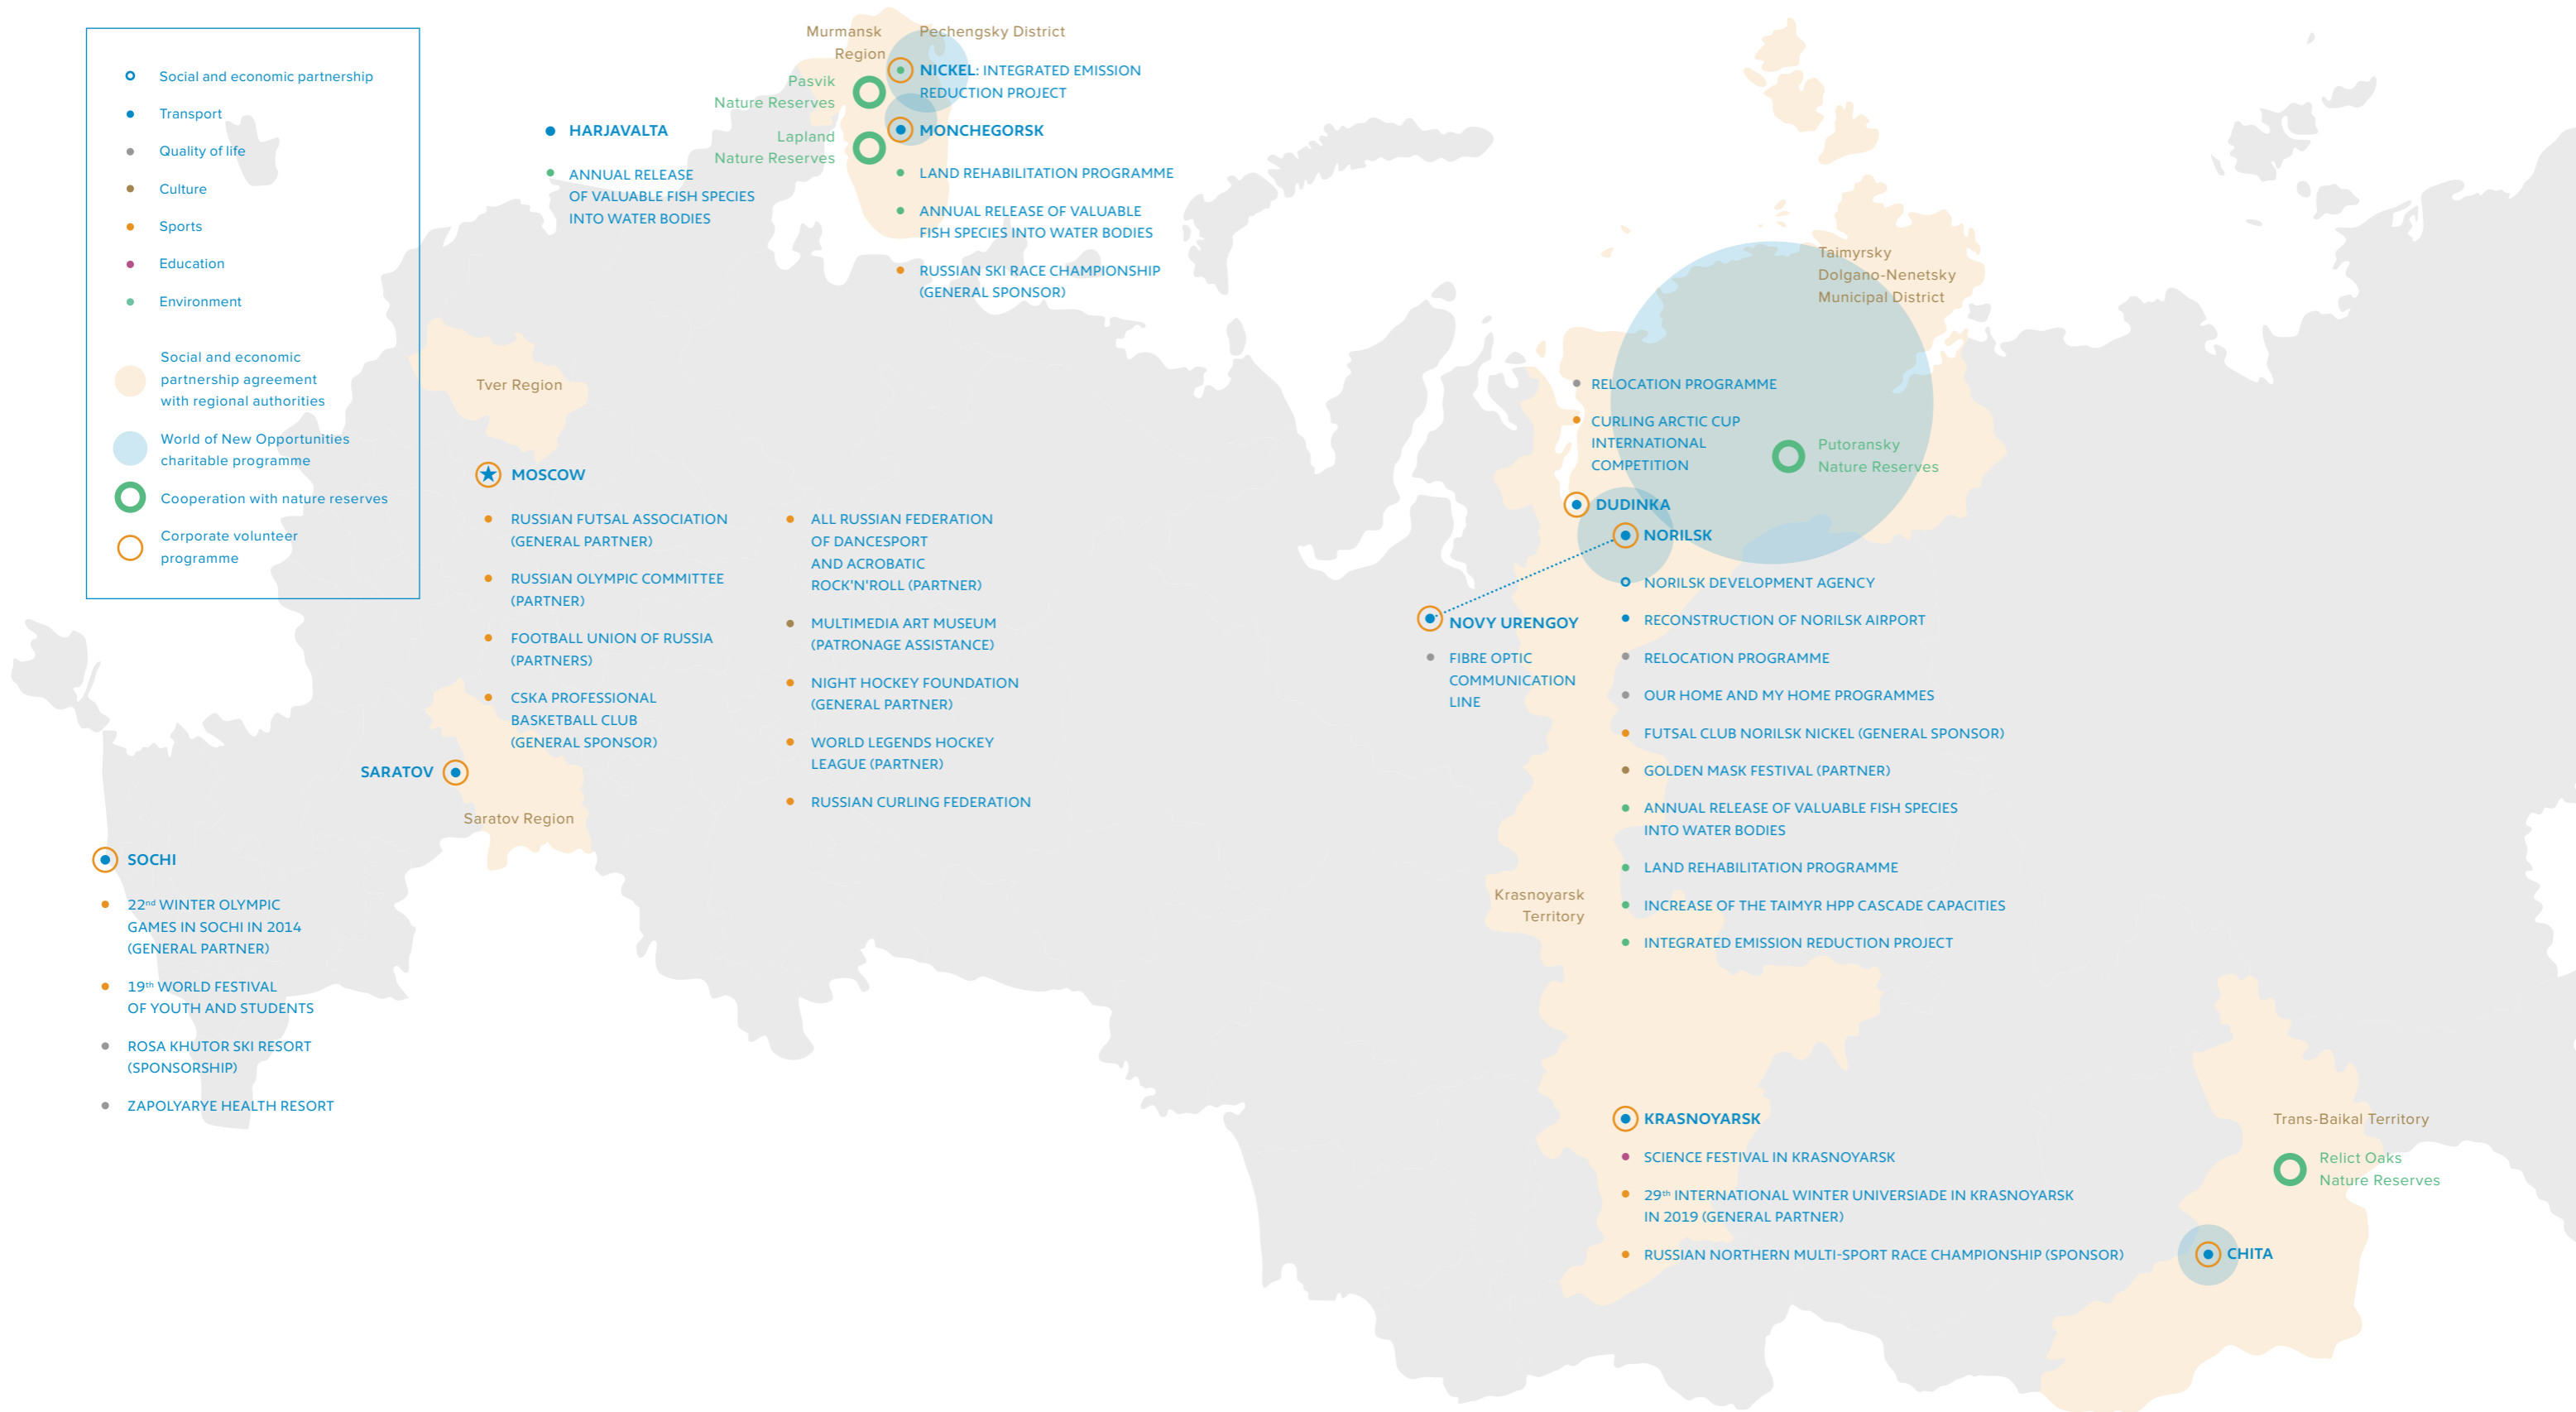 Social and economic partnership
Transport
Quality of life
Culture
Sports
Education
Environment
Social and economic
partnership agreement
with regional authorities
World of New Opportunities
charitable programme
Cooperation with nature reserves
Corporate volunteer
programme
Murmansk
Region
Pechengsky District
Pasvik
Nature Reserves
Lapland
Nature Reserves
NICKEL: INTEGRATED EMISSION
REDUCTION PROJECT
HARJAVALTA
ANNUAL RELEASE
OF VALUABLE FISH SPECIES
INTO WATER BODIES
MONCHEGORSK
LAND REHABILITATION PROGRAMME
ANNUAL RELEASE OF VALUABLE
FISH SPECIES INTO WATER BODIES
RUSSIAN SKI RACE CHAMPIONSHIP
(GENERAL SPONSOR)
Tver Region
MOSCOW
RUSSIAN FUTSAL ASSOCIATION
(GENERAL PARTNER)
RUSSIAN OLYMPIC COMMITTEE
(PARTNER)
FOOTBALL UNION OF RUSSIA
(PARTNERS)
CSKA PROFESSIONAL
BASKETBALL CLUB
(GENERAL SPONSOR)
ALL RUSSIAN FEDERATION
OF DANCESPORT
AND ACROBATIC
ROCK'N'ROLL (PARTNER)
MULTIMEDIA ART MUSEUM
(PATRONAGE ASSISTANCE)
NIGHT HOCKEY FOUNDATION
(GENERAL PARTNER)
WORLD LEGENDS HOCKEY
LEAGUE (PARTNER)
RUSSIAN CURLING FEDERATION
SARATOV
Saratov Region
SOCHI
22nd WINTER OLYMPIC
GAMES IN SOCHI IN 2014
(GENERAL PARTNER)
19th WORLD FESTIVAL
OF YOUTH AND STUDENTS
ROSA KHUTOR SKI RESORT
(SPONSORSHIP)
ZAPOLYARYE HEALTH RESORT
Taimyrsky
Dolgano-Nenetsky
Municipal District
RELOCATION PROGRAMME
CURLING ARCTIC CUP
INTERNATIONAL
COMPETITION
Putoransky
Nature Reserves
DUDINKA
NORILSK
NORILSK DEVELOPMENT AGENCY
RECONSTRUCTION OF NORILSK AIRPORT
RELOCATION PROGRAMME
OUR HOME AND MY HOME PROGRAMMES
FUTSAL CLUB NORILSK NICKEL (GENERAL SPONSOR)
GOLDEN MASK FESTIVAL (PARTNER)
ANNUAL RELEASE OF VALUABLE FISH SPECIES
INTO WATER BODIES
LAND REHABILITATION PROGRAMME
INCREASE OF THE TAIMYR HPP CASCADE CAPACITIES
INTEGRATED EMISSION REDUCTION PROJECT
NOVY URENGOY
FIBRE OPTIC
COMMUNICATION
LINE
Krasnoyarsk
Territory
KRASNOYARSK
SCIENCE FESTIVAL IN KRASNOYARSK
29th INTERNATIONAL WINTER UNIVERSIADE IN KRASNOYARSK
IN 2019 (GENERAL PARTNER)
RUSSIAN NORTHERN MULTI-SPORT RACE CHAMPIONSHIP (SPONSOR)
Trans-Baikal Territory
Relict Oaks
Nature Reserves
CHITA